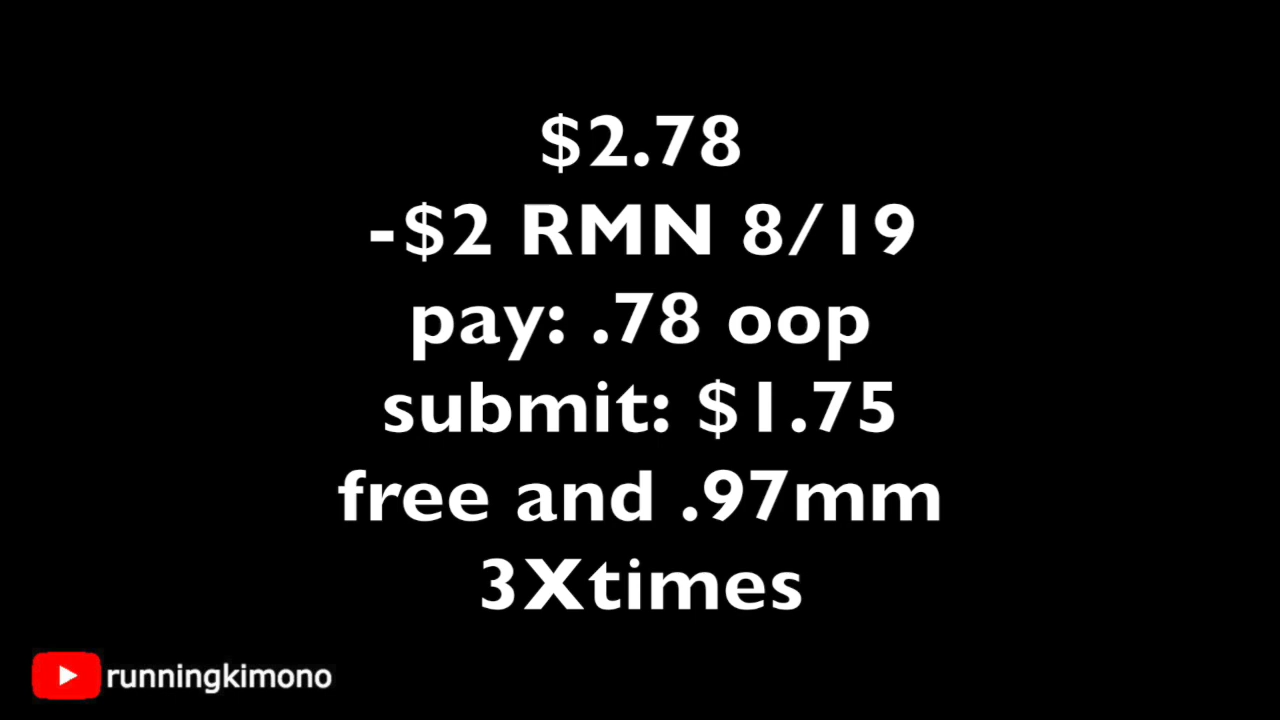 $2.78
-$2 RMN 8/19
pay: .78 oop
submit: $1.75
free and .97mm
3Xtimes
runningkimono